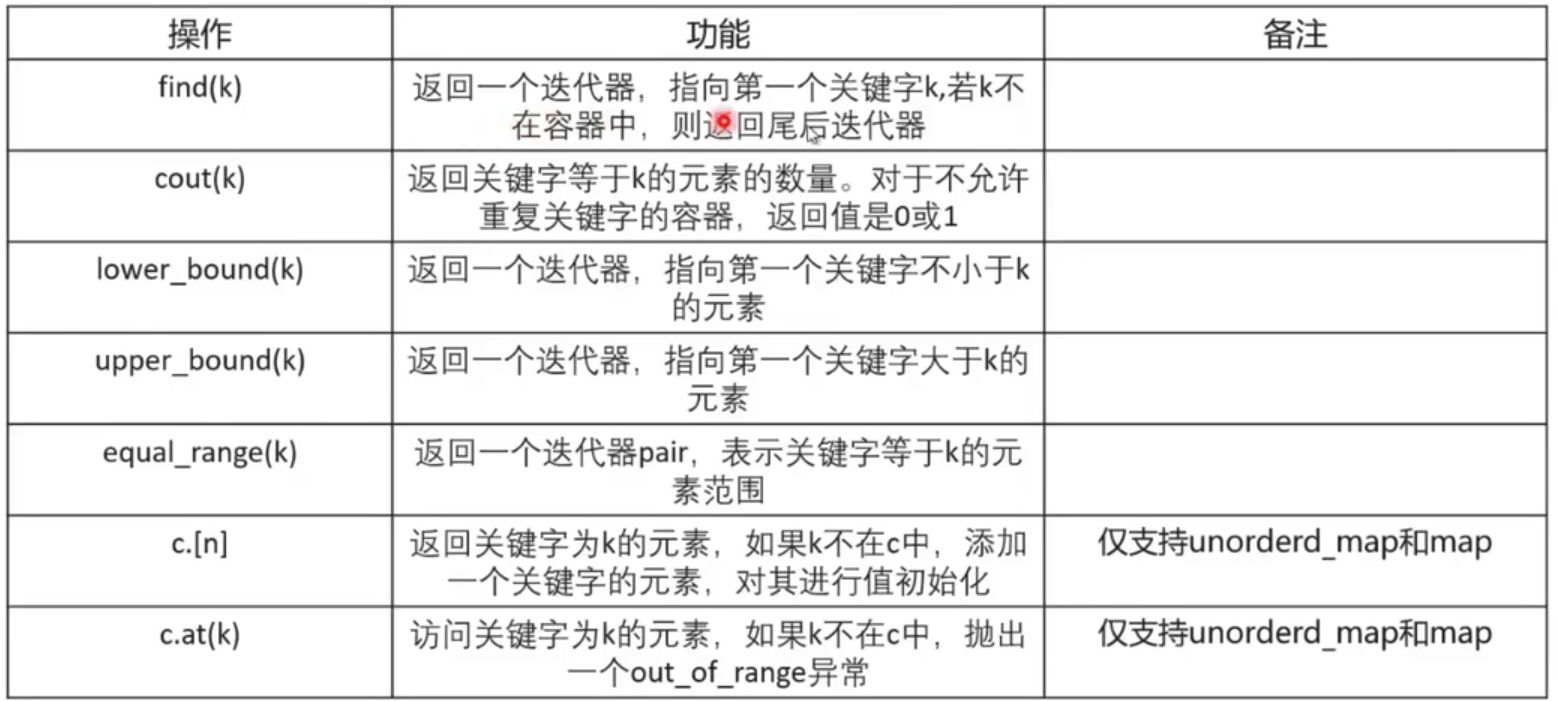 操作 功能 备注
find(k) 返回一个迭代器，指向第一个关键字k,若k不
在容器中，则返回尾后迭代器
cout(k) 返回关键字等于k的元素的数量。对于不允许
重复关键字的容器，返回值是0或1
lower_bound(k) 返回一个迭代器，指向第一个关键字不小于k
的元素
upper_bound(k) 返回一个迭代器，指向第一个关键字大于k的
元素
equal_range(k) 返回一个迭代器pair，表示关键字等于k的元
素范围
c.[n] 返回关键字为k的元素，如果k不在c中，添加 仅支持unorderd_map和map
一个关键字的元素，对其进行值初始化
c.at(k) 访问关键字为k的元素，如果k不在c中，抛出 仅支持unorderd_map和map
一个out_of_range异常